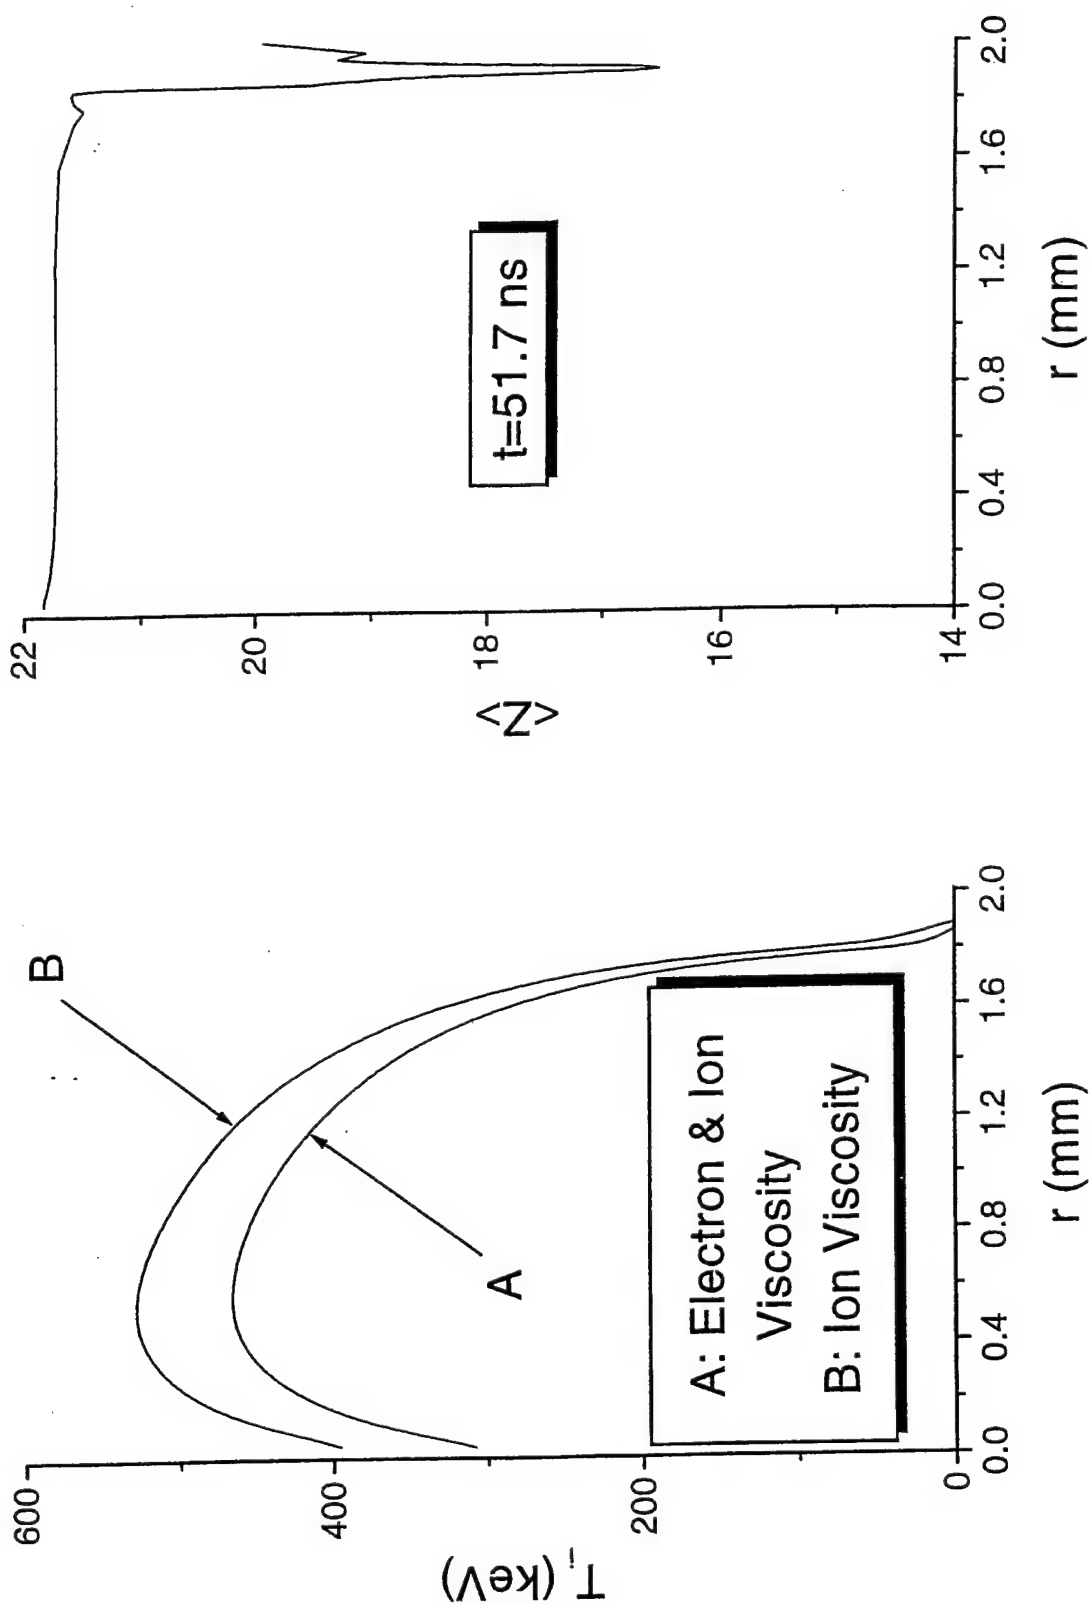 600
400
200
0
T_i (keV)
B
A
A: Electron & Ion
Viscosity
B: Ion Viscosity
0.0 0.4 0.8 1.2 1.6 2.0
r (mm)
22
20
18
16
14
<Z>
t=51.7 ns
0.0 0.4 0.8 1.2 1.6 2.0
r (mm)